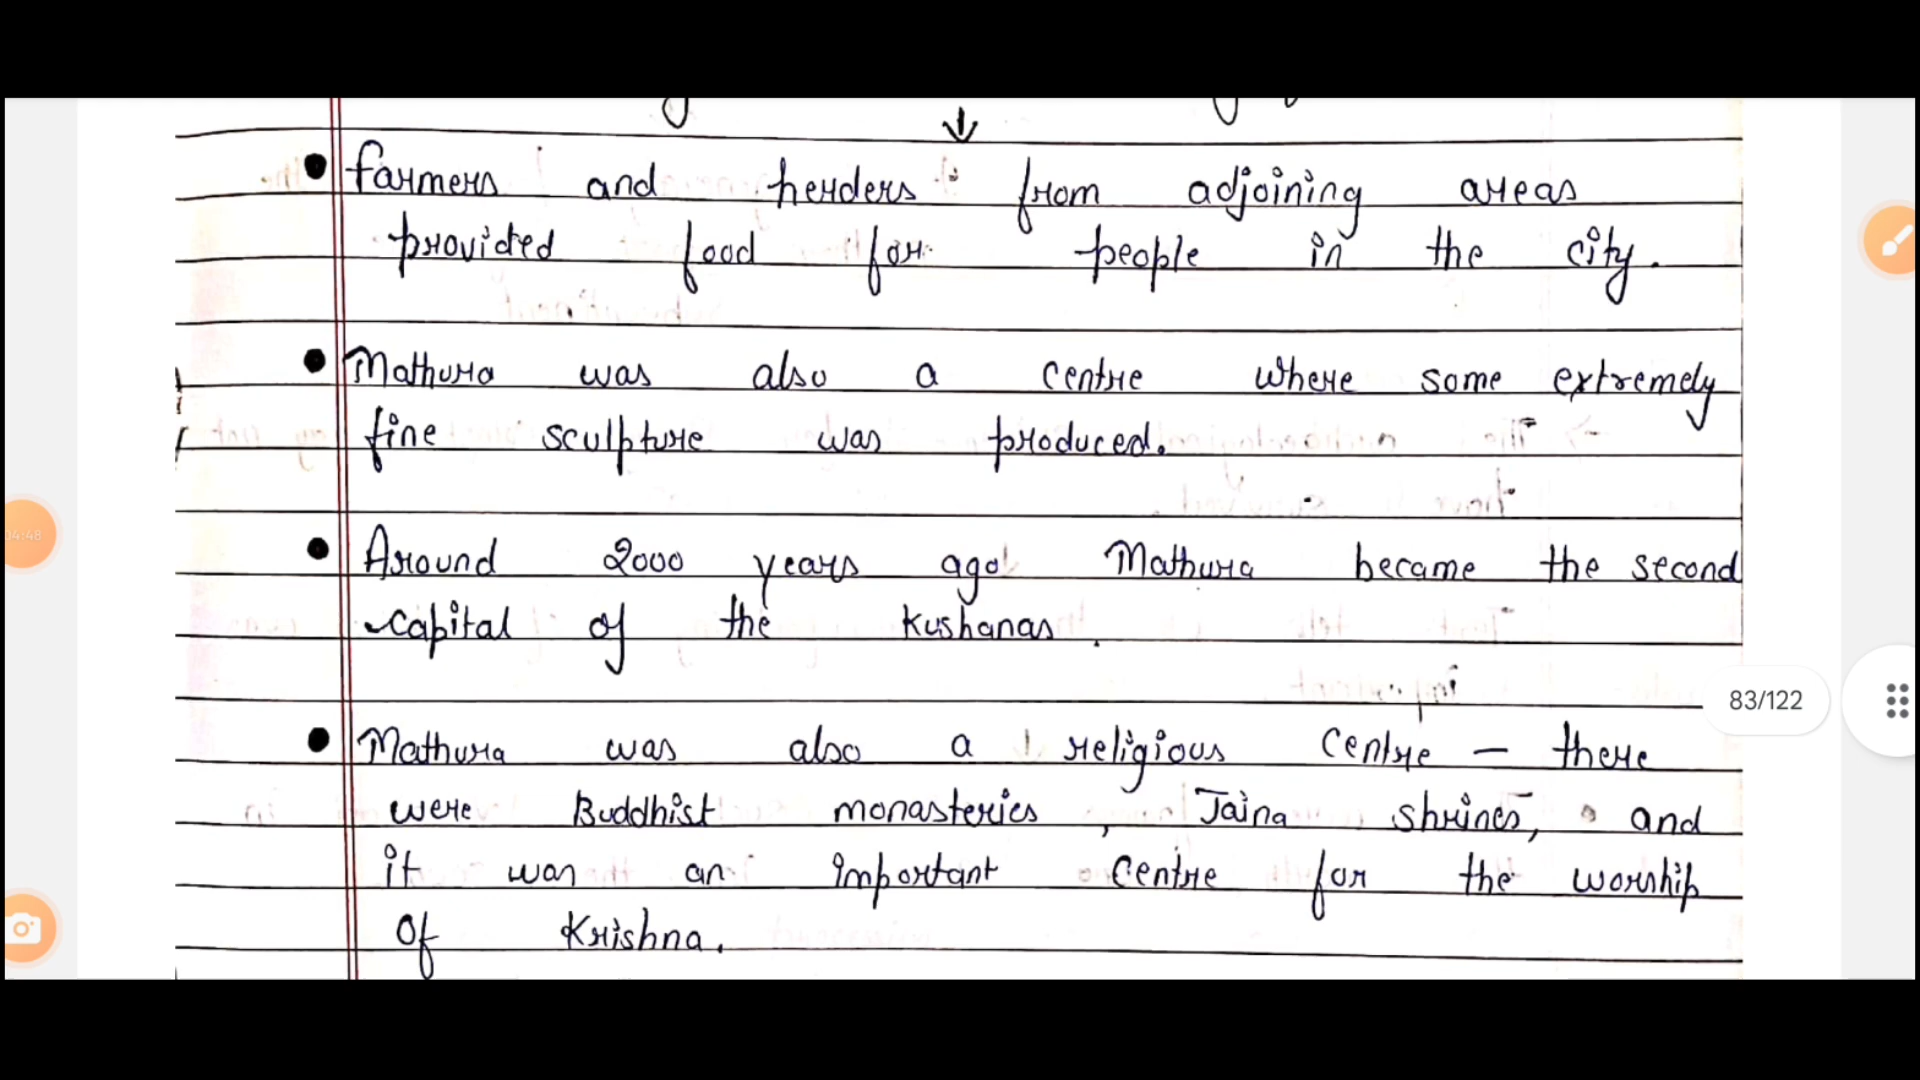 • farmers and herders from adjoining areas
provided food for people in the city.
• Mathura was also a centre where some extremely
fine sculpture was produced.
• Around 2000 years ago Mathura became the second
capital of the Kushanas.
83/122
• Mathura was also a religious centre – there
were Buddhist monasteries, Jaina shrines, and
it was an important centre for the worship
of Krishna.
04:48